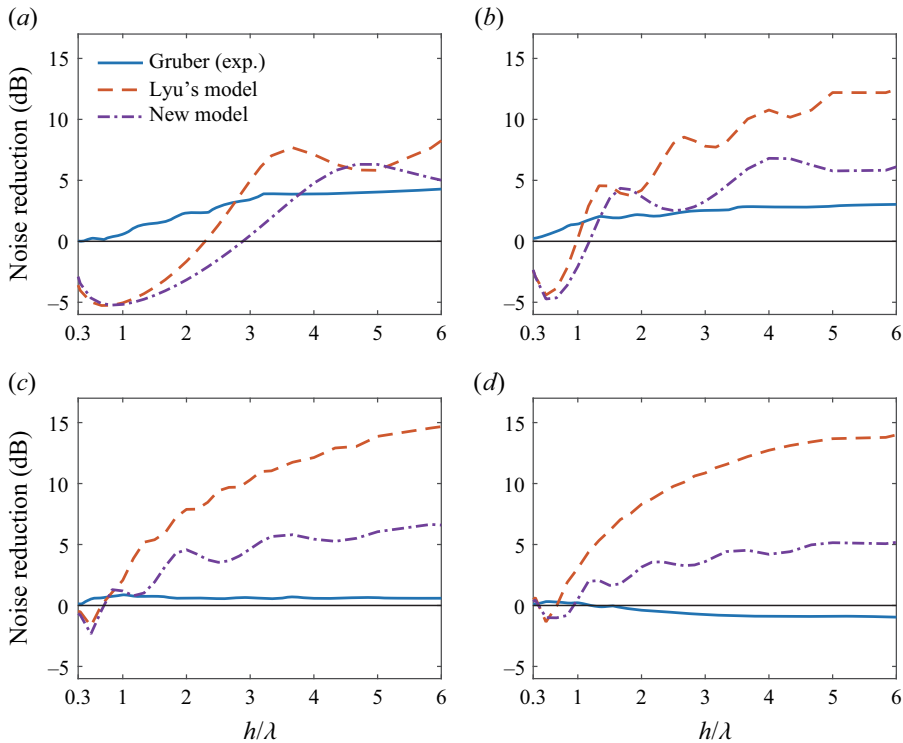 (a)
(b)
15
10
5
0
−5
Noise reduction (dB)
Gruber (exp.)
Lyu's model
New model
0.3 1 2 3 4 5 6
15
10
5
0
−5
0.3 1 2 3 4 5 6
(c)
(d)
15
10
5
0
−5
Noise reduction (dB)
0.3 1 2 3 4 5 6
h/λ
15
10
5
0
−5
0.3 1 2 3 4 5 6
h/λ